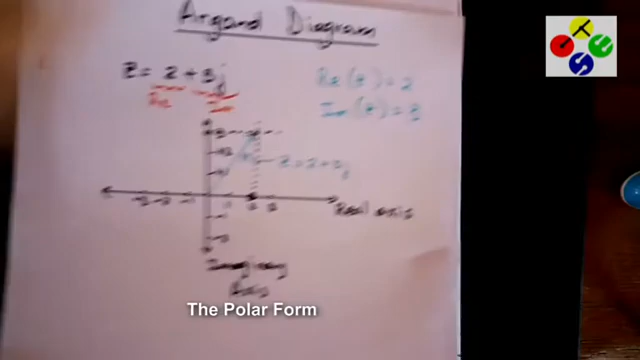 Argand Diagram
Z = 2 + 3j
Re Im
Re(z) = 2
Im(z) = 3
Z = 2 + 3j
Real axis
Imaginary
Axis
The Polar Form